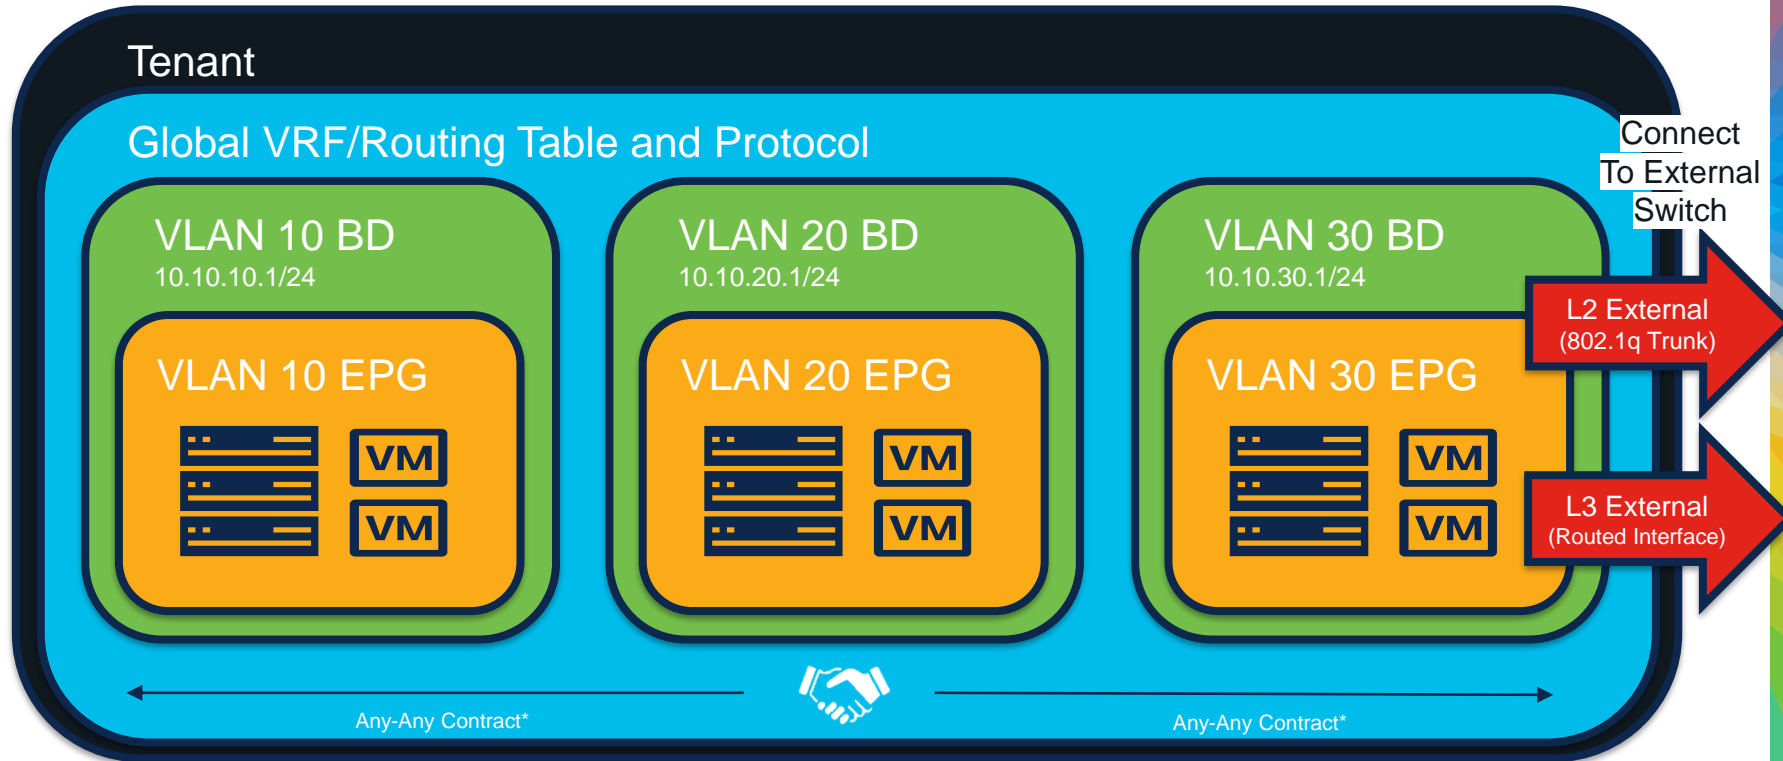 Tenant
Global VRF/Routing Table and Protocol
Connect
To External
Switch
VLAN 10 BD
10.10.10.1/24
VLAN 10 EPG
VM
VM
VLAN 20 BD
10.10.20.1/24
VLAN 20 EPG
VM
VM
VLAN 30 BD
10.10.30.1/24
VLAN 30 EPG
VM
VM
L2 External
(802.1q Trunk)
L3 External
(Routed Interface)
Any-Any Contract*
Any-Any Contract*